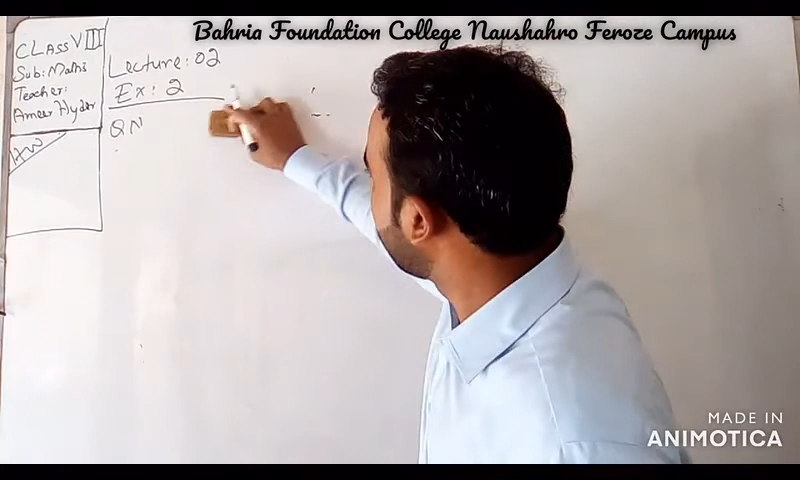 Bahria Foundation College Naushahro Feroze Campus
CLASS VIII
Sub: Maths
Teacher:
Ameer Hyder
HW
Lecture: 02
Ex: 2
Q N
MADE IN
ANIMOTICA